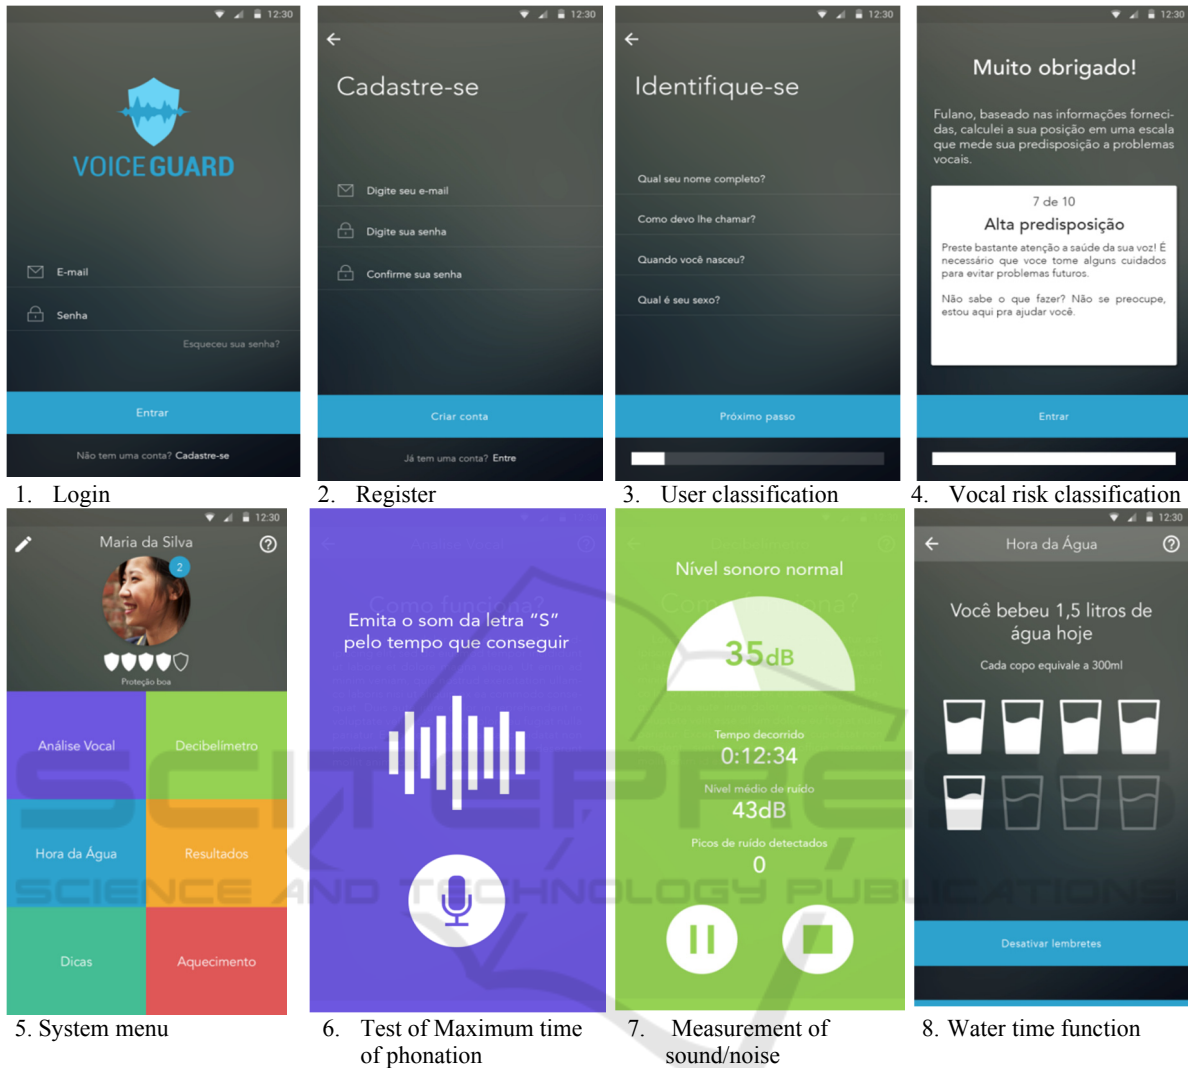 12:30
VOICE GUARD
E-mail
Senha
Esqueceu sua senha?
Entrar
Não tem uma conta? Cadastre-se
1. Login
12:30
Cadastre-se
Digite seu e-mail
Digite sua senha
Confirme sua senha
Criar conta
Já tem uma conta? Entre
2. Register
12:30
Identifique-se
Qual seu nome completo?
Como devo lhe chamar?
Quando você nasceu?
Qual é seu sexo?
Próximo passo
3. User classification
12:30
Muito obrigado!
Fulano, baseado nas informações forneci-
das, calculei a sua posição em uma escala
que mede sua predisposição a problemas
vocais.
7 de 10
Alta predisposição
Preste bastante atenção a saúde da sua voz! É
necessário que voce tome alguns cuidados
para evitar problemas futuros.
Não sabe o que fazer? Não se preocupe,
estou aqui pra ajudar você.
Entrar
4. Vocal risk classification
12:30
Maria da Silva
2
Proteção boa
Análise Vocal
Decibelímetro
Hora da Água
Resultados
Dicas
Aquecimento
5. System menu
Como funciona?
Emita o som da letra “S”
pelo tempo que conseguir
6. Test of Maximum time
of phonation
Nível sonoro normal
35dB
Tempo decorrido
0:12:34
Nível médio de ruído
43dB
Picos de ruído detectados
0
7. Measurement of
sound/noise
12:30
Hora da Água
Você bebeu 1,5 litros de
água hoje
Cada copo equivale a 300ml
Desativar lembretes
8. Water time function
SCITEPRESS
SCIENCE AND TECHNOLOGY PUBLICATIONS